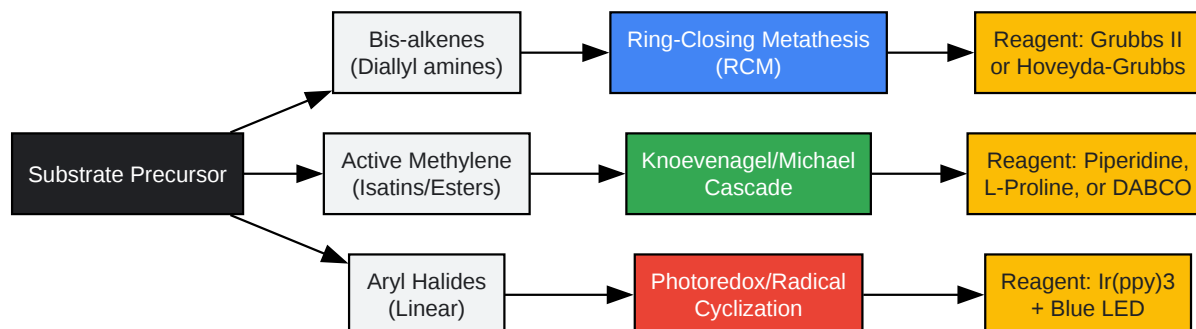 Bis-alkenes
(Diallyl amines)
Ring-Closing Metathesis
(RCM)
Reagent: Grubbs II
or Hoveyda-Grubbs
Substrate Precursor
Active Methylene
(Isatins/Esters)
Knoevenagel/Michael
Cascade
Reagent: Piperidine,
L-Proline, or DABCO
Aryl Halides
(Linear)
Photoredox/Radical
Cyclization
Reagent: Ir(ppy)3
+ Blue LED